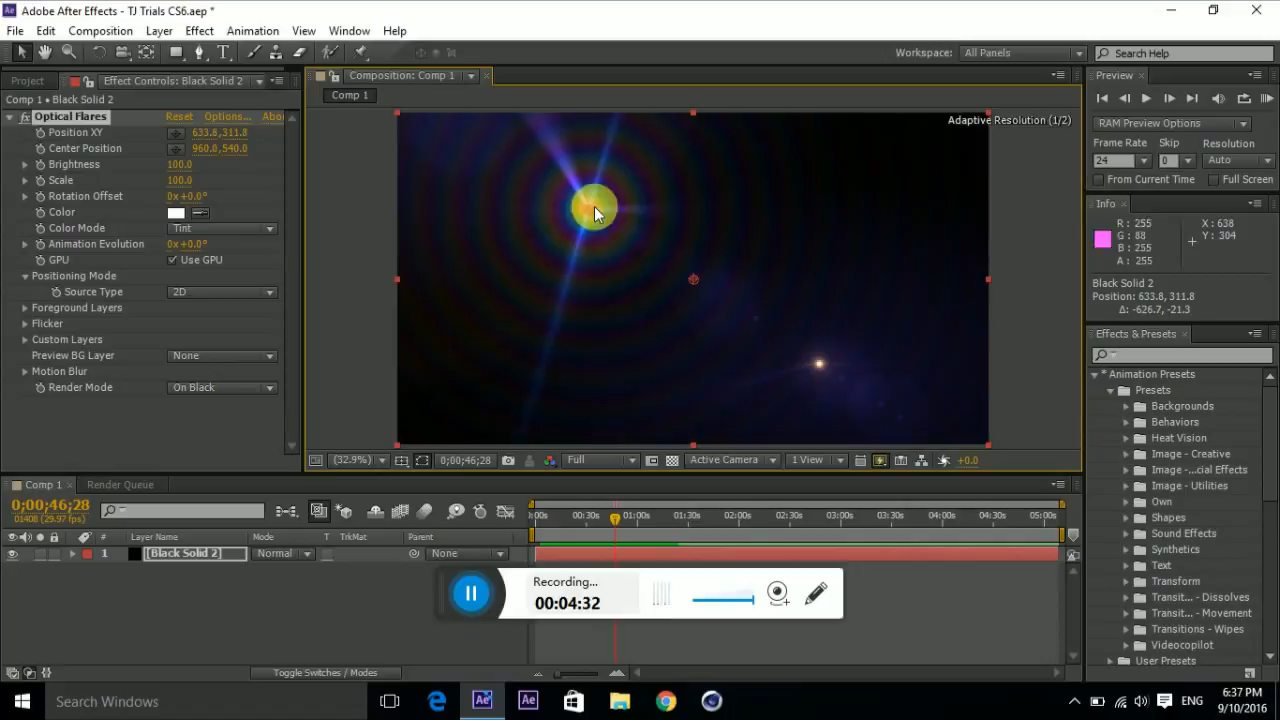 Adobe After Effects - TJ Trials CS6.aep *
File Edit Composition Layer Effect Animation View Window Help
Workspace: All Panels Search Help
Project Effect Controls: Black Solid 2
Comp 1 • Black Solid 2
fx Optical Flares Reset Options... Abo
Position XY 633.8,311.8
Center Position 960.0,540.0
Brightness 100.0
Scale 100.0
Rotation Offset 0x+0.0°
Color
Color Mode Tint
Animation Evolution 0x+0.0°
GPU Use GPU
Positioning Mode
Source Type 2D
Foreground Layers
Flicker
Custom Layers
Preview BG Layer None
Motion Blur
Render Mode On Black
Composition: Comp 1
Comp 1
Adaptive Resolution (1/2)
(32.9%) 0;00;46;28 Full Active Camera 1 View +0.0
Preview
RAM Preview Options
Frame Rate Skip Resolution
24 0 Auto
From Current Time Full Screen
Info
R : 255 X : 638
G : 88 Y : 304
B : 255
A : 255
Black Solid 2
Position: 633.8, 311.8
Δ: -626.7, -21.3
Effects & Presets
* Animation Presets
Presets
Backgrounds
Behaviors
Heat Vision
Image - Creative
Image -...cial Effects
Image - Utilities
Own
Shapes
Sound Effects
Synthetics
Text
Transform
Transit... - Dissolves
Transit... - Movement
Transitions - Wipes
Videocopilot
User Presets
Comp 1 Render Queue
0;00;46;28
01408 (29.97 fps)
:00s 00:30s 01:00s 01:30s 02:00s 02:30s 03:00s 03:30s 04:00s 04:30s 05:00s
# Layer Name Mode T TrkMat Parent
1 [Black Solid 2] Normal None
Recording...
00:04:32
Toggle Switches / Modes
Search Windows
ENG
6:37 PM
9/10/2016